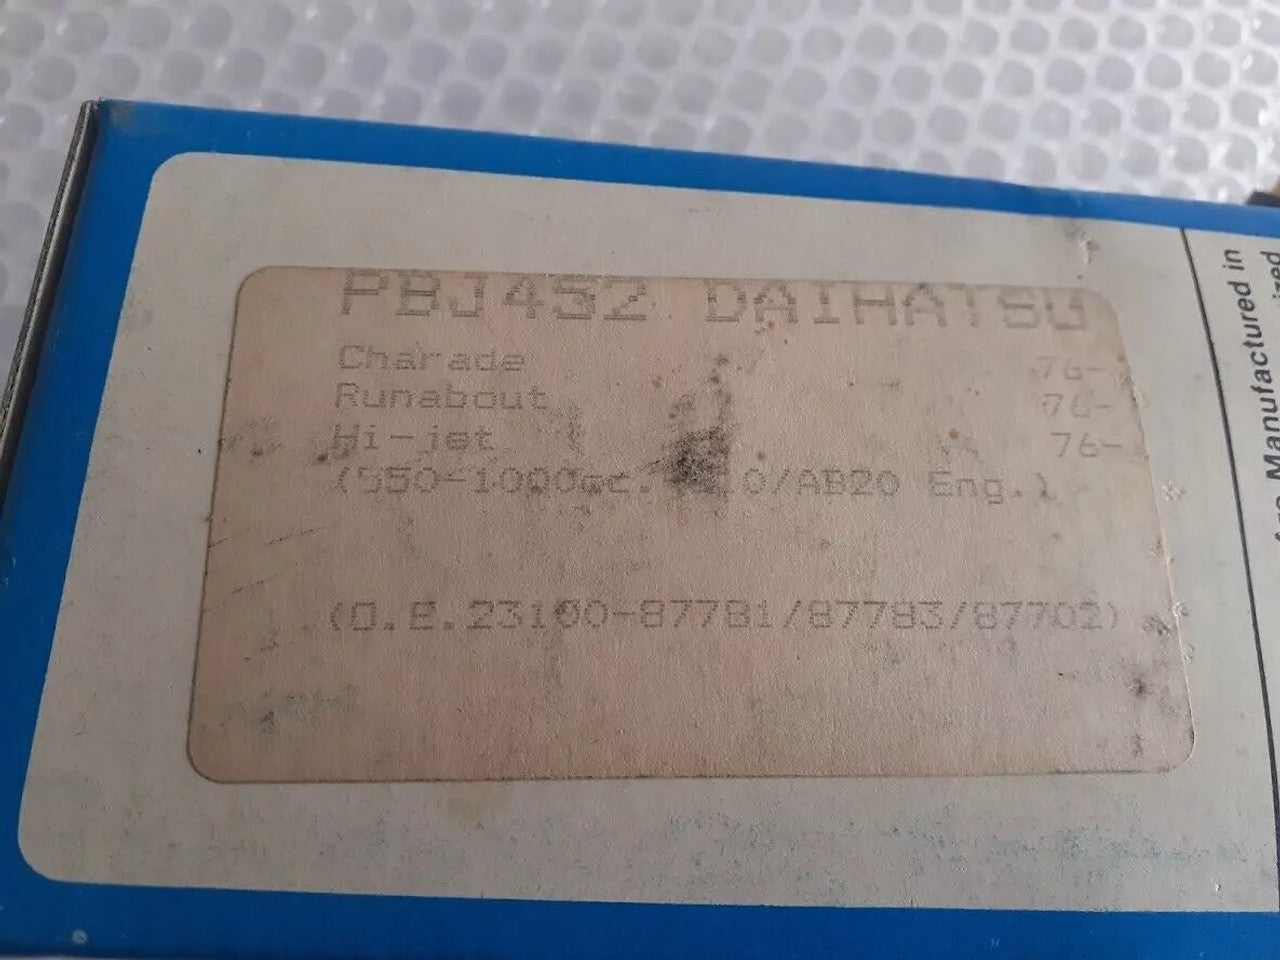 PBJ452 DAIHATSU
Charade 76-
Runabout 76-
Hi-jet 76-
(550-1000cc. /AB20 Eng.)
(O.E.23100-87781/87783/87702)
Manufactured in